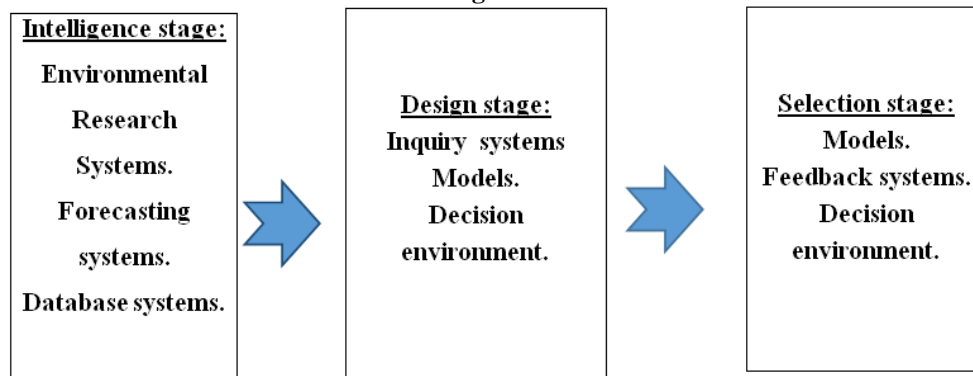 Intelligence stage:
Environmental
Research
Systems.
Forecasting
systems.
Database systems.
Design stage:
Inquiry systems
Models.
Decision
environment.
Selection stage:
Models.
Feedback systems.
Decision
environment.